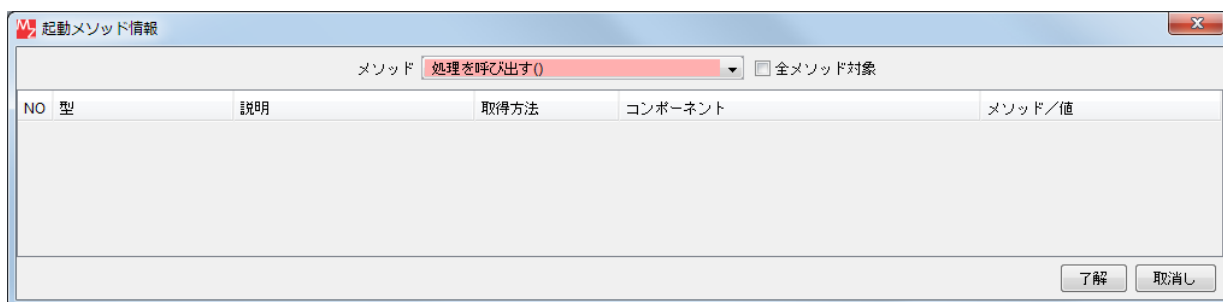 起動メソッド情報
メソッド 処理を呼び出す() 全メソッド対象
NO 型 説明 取得方法 コンポーネント メソッド／値
了解 取消し